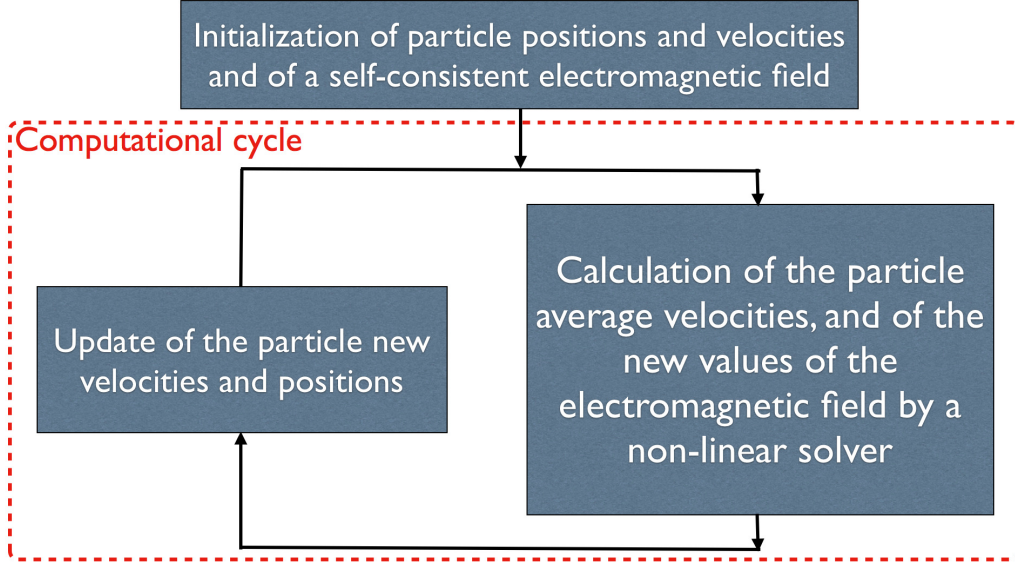 Initialization of particle positions and velocities
and of a self-consistent electromagnetic field
Computational cycle
Calculation of the particle
average velocities, and of the
new values of the
electromagnetic field by a
non-linear solver
Update of the particle new
velocities and positions